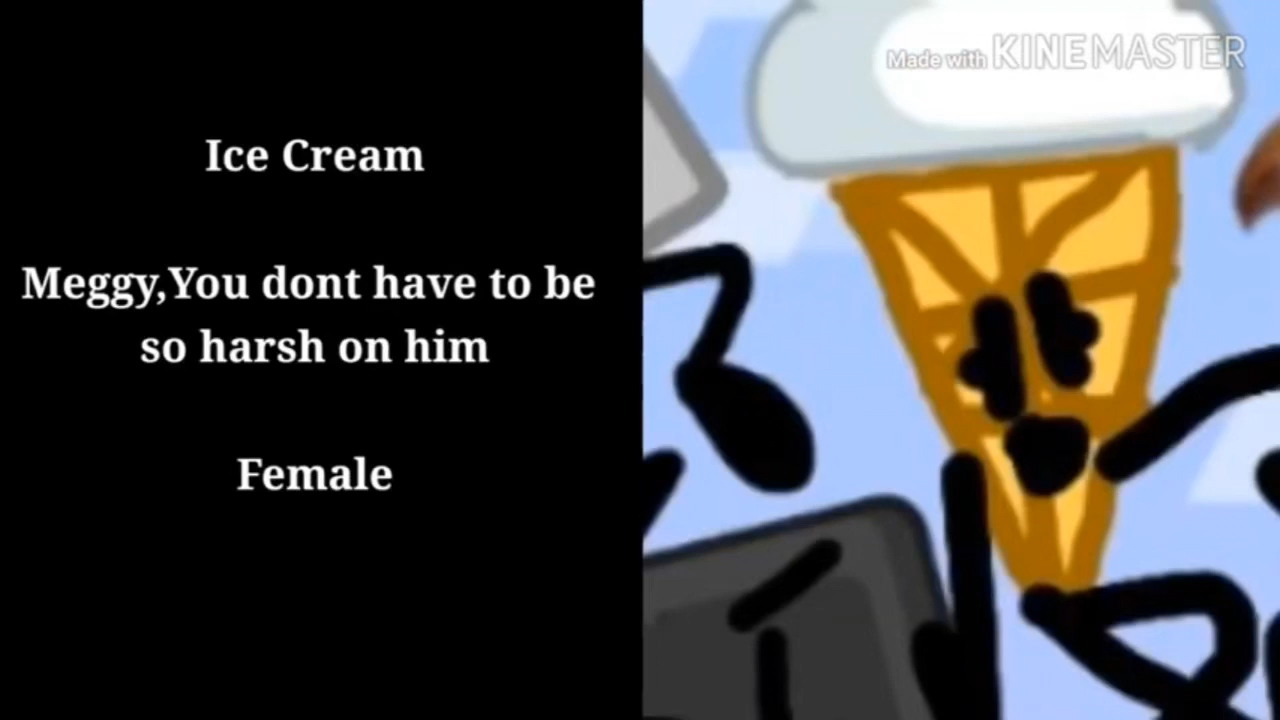 Ice Cream
Meggy,You dont have to be
so harsh on him
Female
Made with KINEMASTER